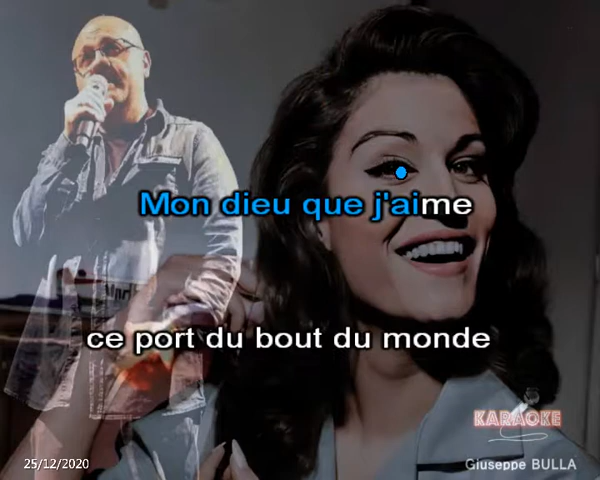 Mon dieu que j'aime
ce port du bout du monde
KARAOKE
25/12/2020
Giuseppe BULLA